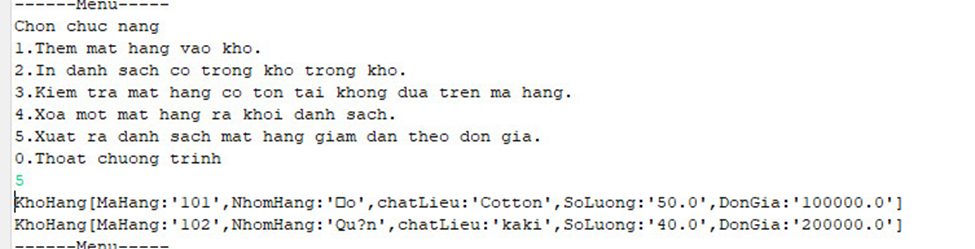 ------Menu-----
Chon chuc nang
1.Them mat hang vao kho.
2.In danh sach co trong kho trong kho.
3.Kiem tra mat hang co ton tai khong dua tren ma hang.
4.Xoa mot mat hang ra khoi danh sach.
5.Xuat ra danh sach mat hang giam dan theo don gia.
0.Thoat chuong trinh
5
KhoHang[MaHang:'101',NhomHang:'□o',chatLieu:'Cotton',SoLuong:'50.0',DonGia:'100000.0']
KhoHang[MaHang:'102',NhomHang:'Qu?n',chatLieu:'kaki',SoLuong:'40.0',DonGia:'200000.0']
------Menu-----